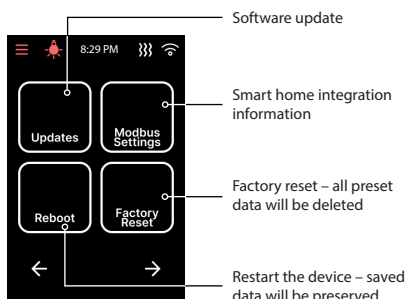 Software update
8:29 PM
Smart home integration
information
Updates
Modbus
Settings
Factory reset – all preset
data will be deleted
Reboot
Factory
Reset
Restart the device – saved
data will be preserved